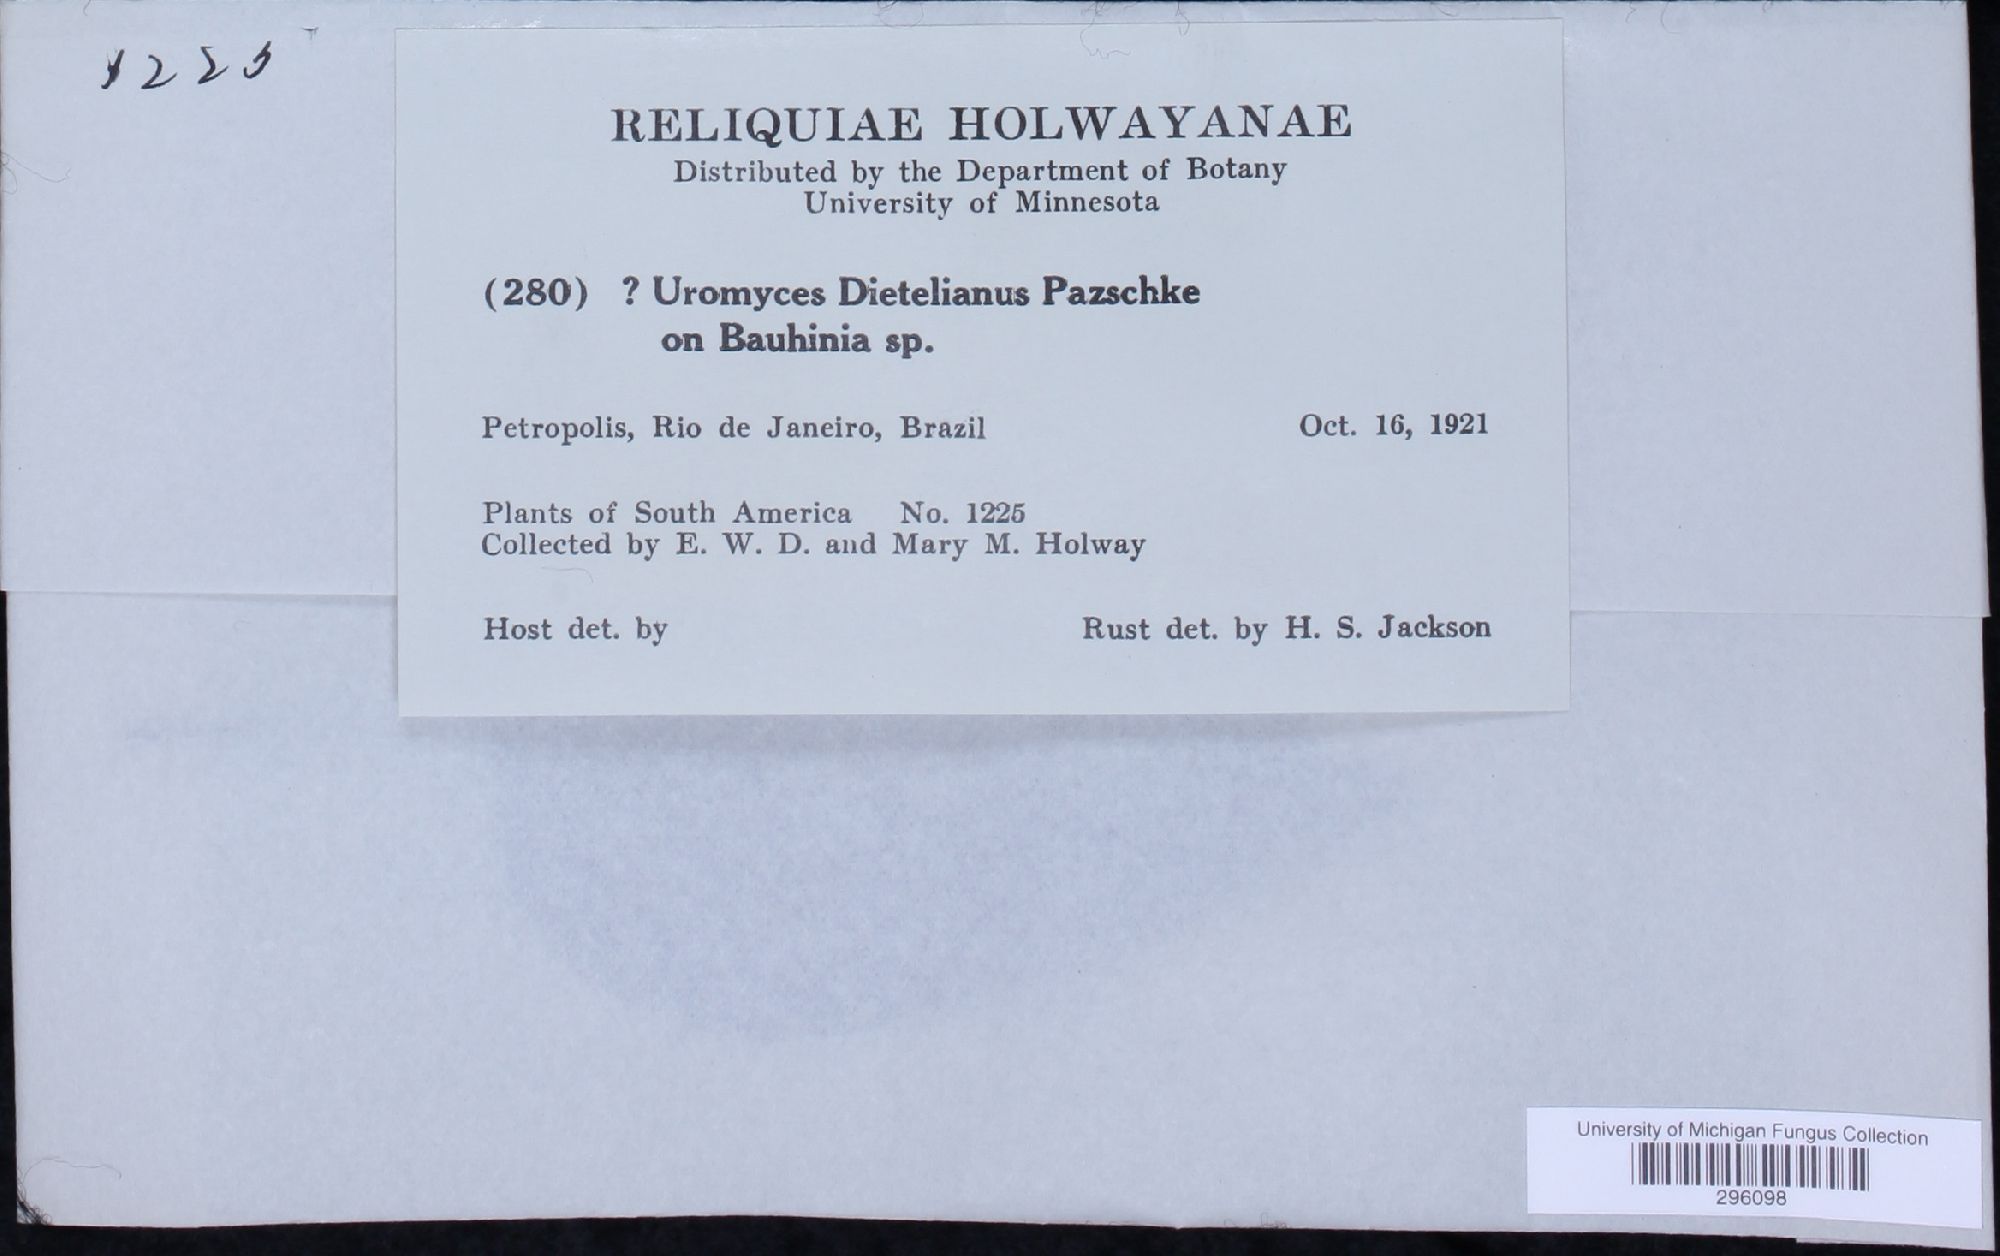 1225
RELIQUIAE HOLWAYANAE
Distributed by the Department of Botany
University of Minnesota
(280) ? Uromyces Dietelianus Pazschke
on Bauhinia sp.
Petropolis, Rio de Janeiro, Brazil Oct. 16, 1921
Plants of South America No. 1225
Collected by E. W. D. and Mary M. Holway
Host det. by Rust det. by H. S. Jackson
University of Michigan Fungus Collection
296098